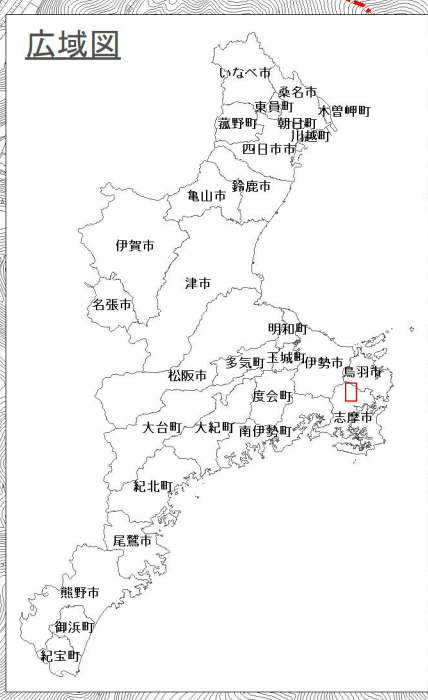 広域図
いなべ市
桑名市
東員町
木曽岬町
菰野町
朝日町
川越町
四日市市
鈴鹿市
亀山市
伊賀市
津市
名張市
明和町
玉城町
伊勢市
多気町
鳥羽市
松阪市
度会町
志摩市
大台町
大紀町
南伊勢町
紀北町
尾鷲市
熊野市
御浜町
紀宝町